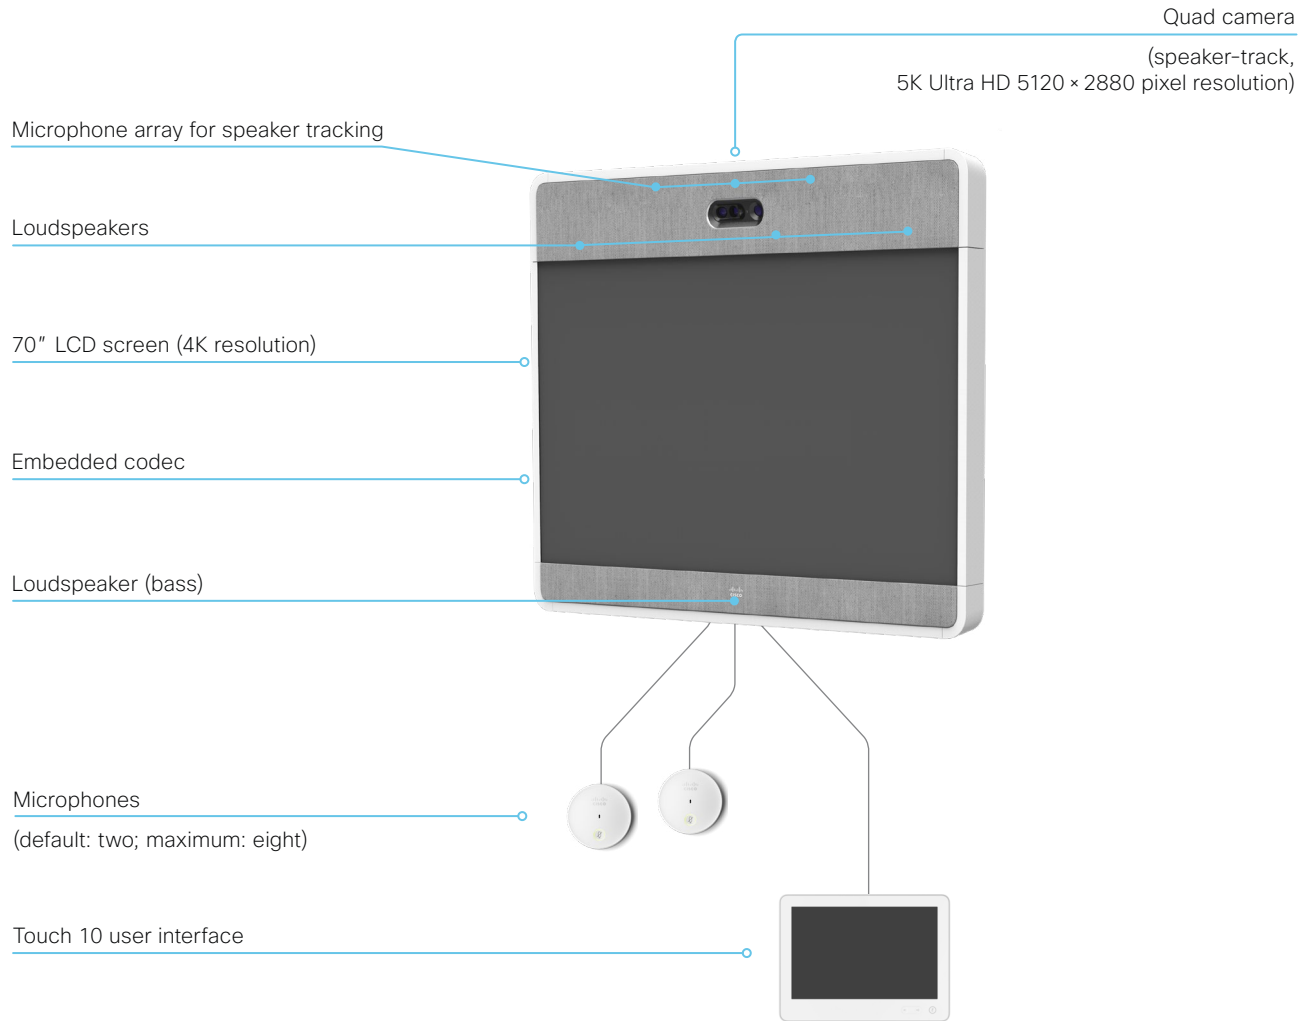 Quad camera
(speaker-track,
5K Ultra HD 5120 × 2880 pixel resolution)
Microphone array for speaker tracking
Loudspeakers
70″ LCD screen (4K resolution)
Embedded codec
Loudspeaker (bass)
CISCO
Microphones
(default: two; maximum: eight)
Touch 10 user interface